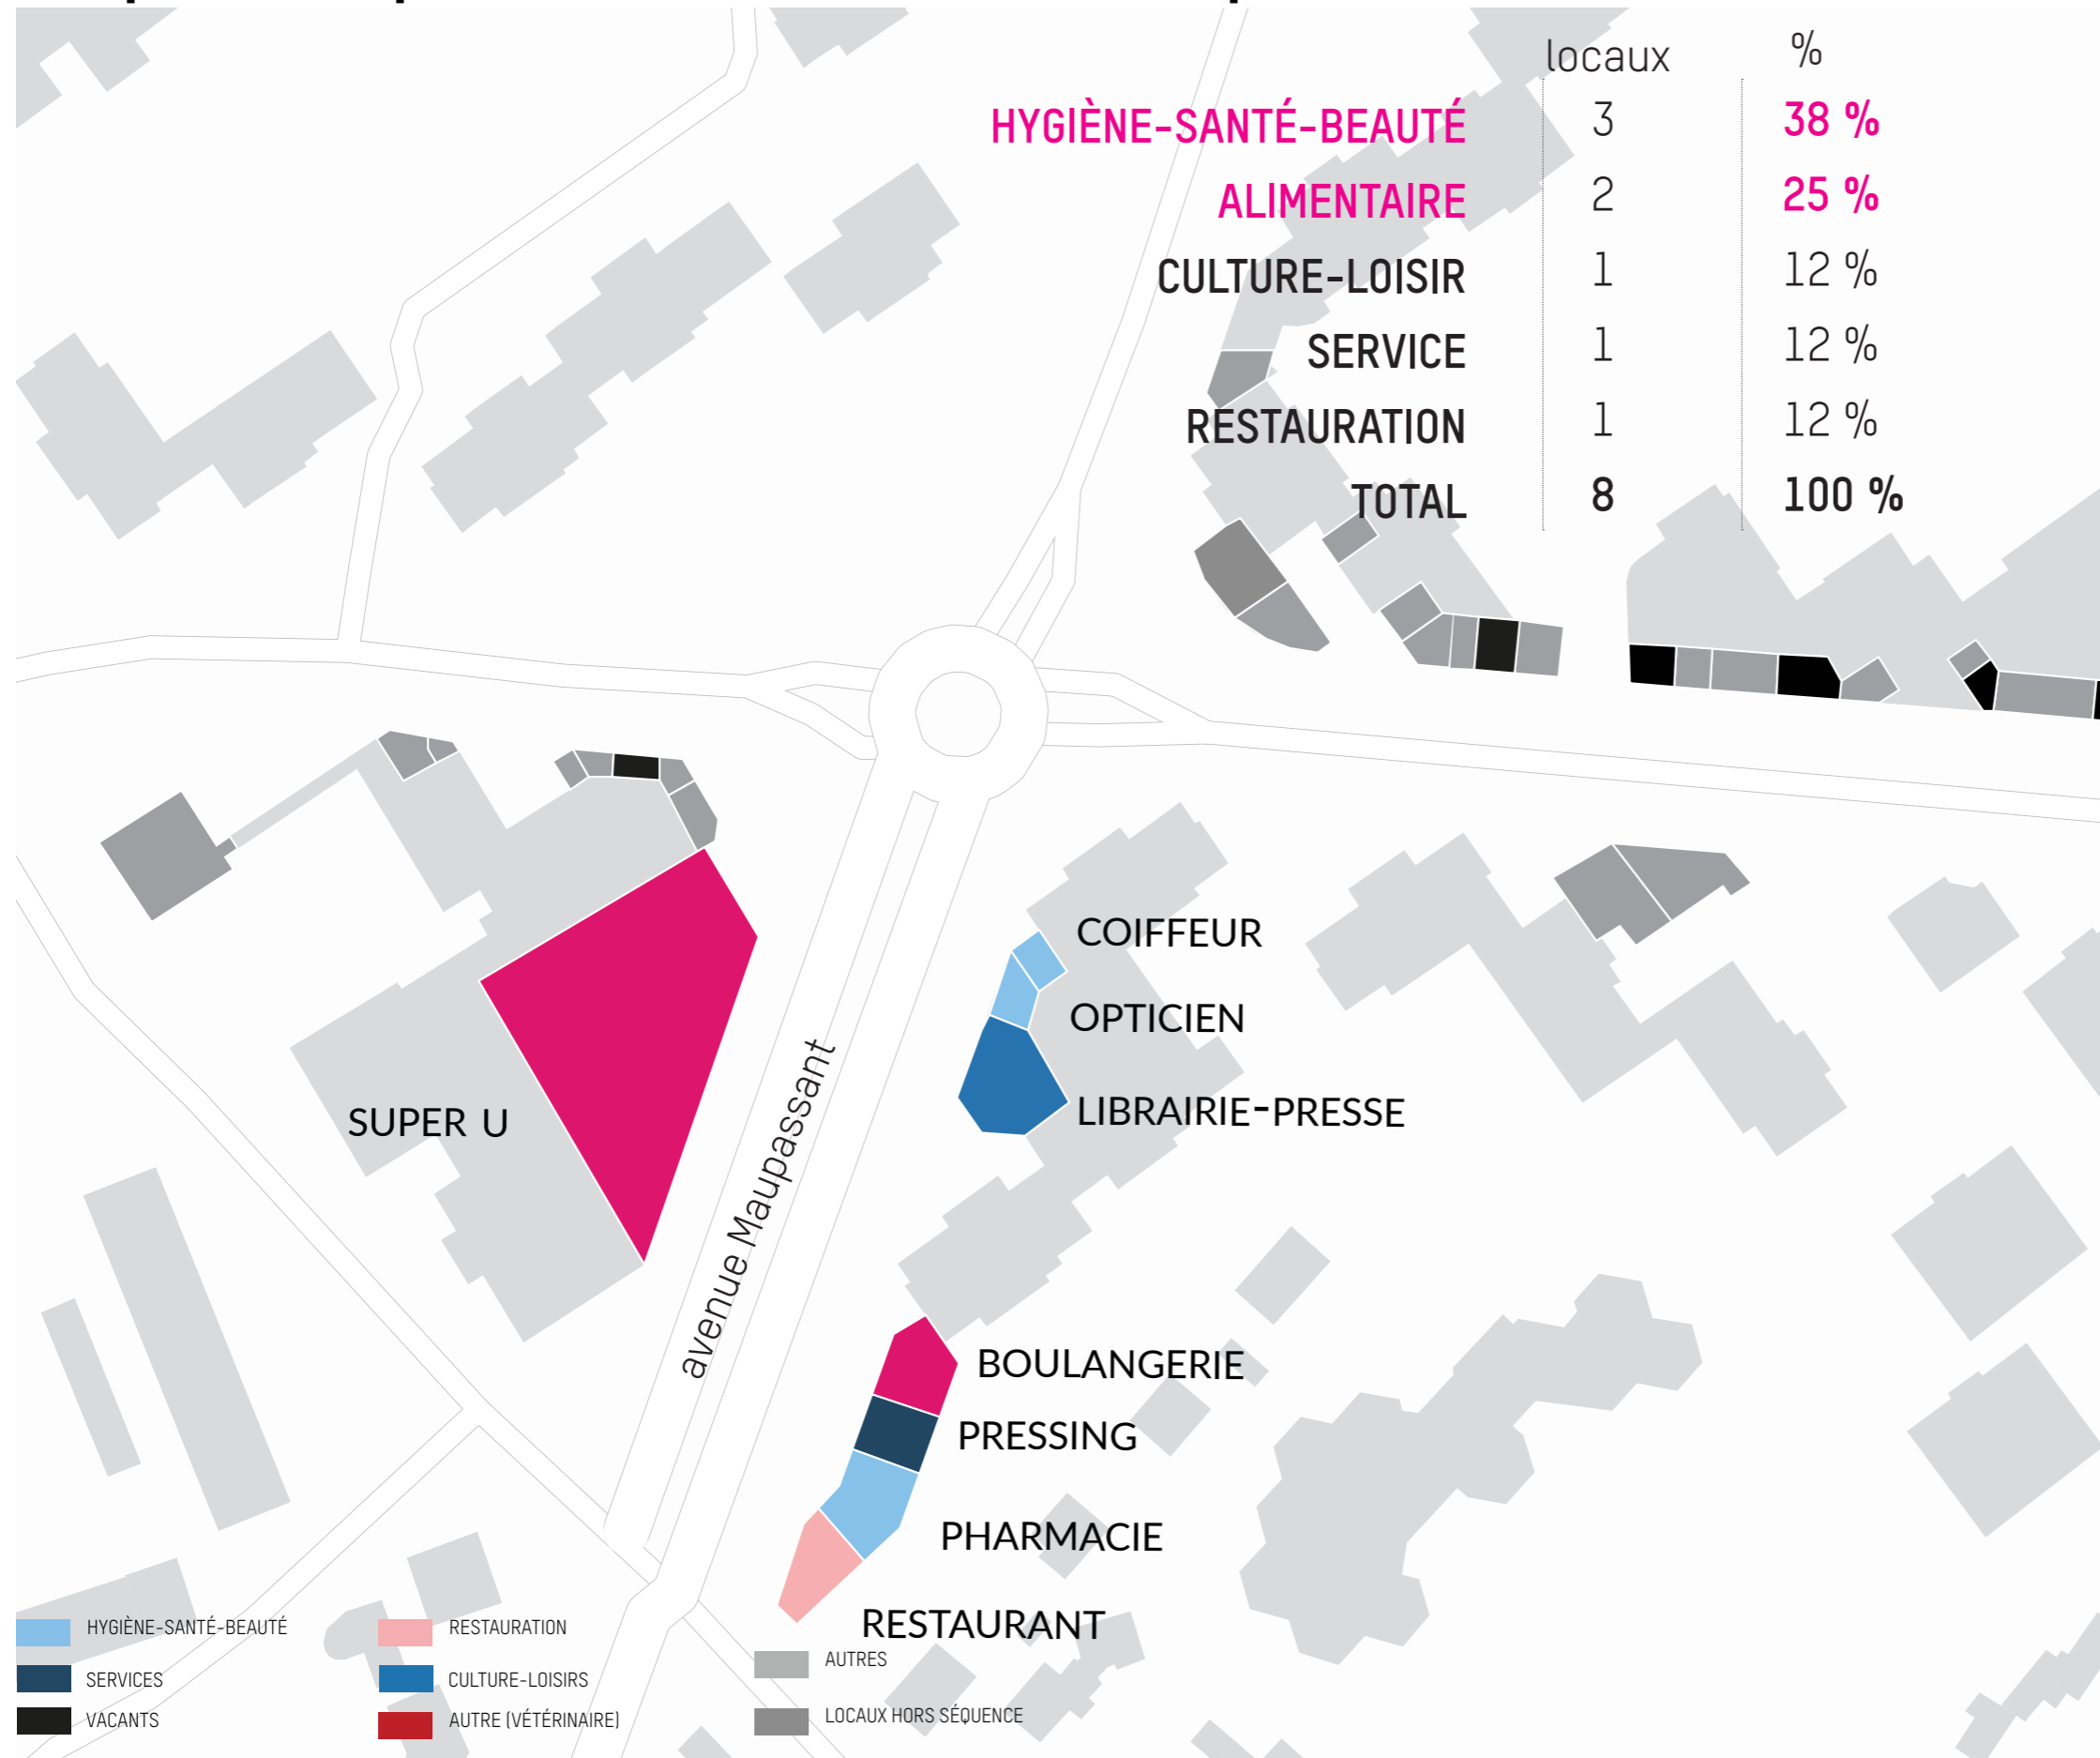 locaux %
HYGIÈNE-SANTÉ-BEAUTÉ 3 38 %
ALIMENTAIRE 2 25 %
CULTURE-LOISIR 1 12 %
SERVICE 1 12 %
RESTAURATION 1 12 %
TOTAL 8 100 %
COIFFEUR
OPTICIEN
LIBRAIRIE-PRESSE
SUPER U
avenue Maupassant
BOULANGERIE
PRESSING
PHARMACIE
RESTAURANT
HYGIÈNE-SANTÉ-BEAUTÉ
SERVICES
VACANTS
RESTAURATION
CULTURE-LOISIRS
AUTRE (VÉTÉRINAIRE)
AUTRES
LOCAUX HORS SÉQUENCE